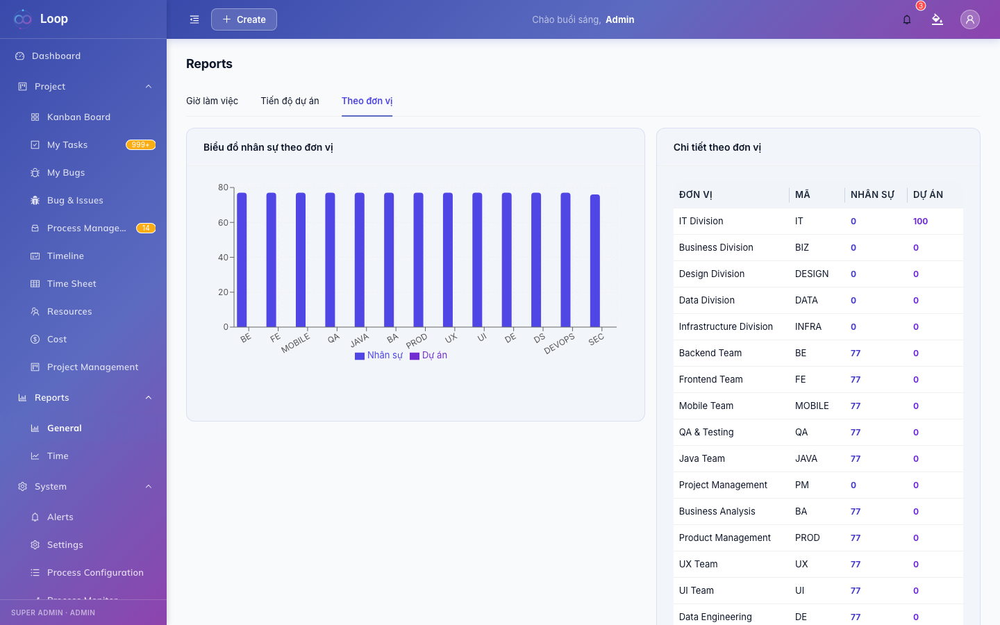 Loop
Create
Chào buổi sáng, Admin
3
Dashboard
Project
Kanban Board
My Tasks
999+
My Bugs
Bug & Issues
Process Manage...
14
Timeline
Time Sheet
Resources
Cost
Project Management
Reports
General
Time
System
Alerts
Settings
Process Configuration
Process Monitor
SUPER ADMIN · ADMIN
Reports
Giờ làm việc
Tiến độ dự án
Theo đơn vị
Biểu đồ nhân sự theo đơn vị
80
60
40
20
0
BE
FE
MOBILE
QA
JAVA
BA
PROD
UX
UI
DE
DS
DEVOPS
SEC
Nhân sự
Dự án
Chi tiết theo đơn vị
ĐƠN VỊ MÃ NHÂN SỰ DỰ ÁN
IT Division IT 0 100
Business Division BIZ 0 0
Design Division DESIGN 0 0
Data Division DATA 0 0
Infrastructure Division INFRA 0 0
Backend Team BE 77 0
Frontend Team FE 77 0
Mobile Team MOBILE 77 0
QA & Testing QA 77 0
Java Team JAVA 77 0
Project Management PM 0 0
Business Analysis BA 77 0
Product Management PROD 77 0
UX Team UX 77 0
UI Team UI 77 0
Data Engineering DE 77 0